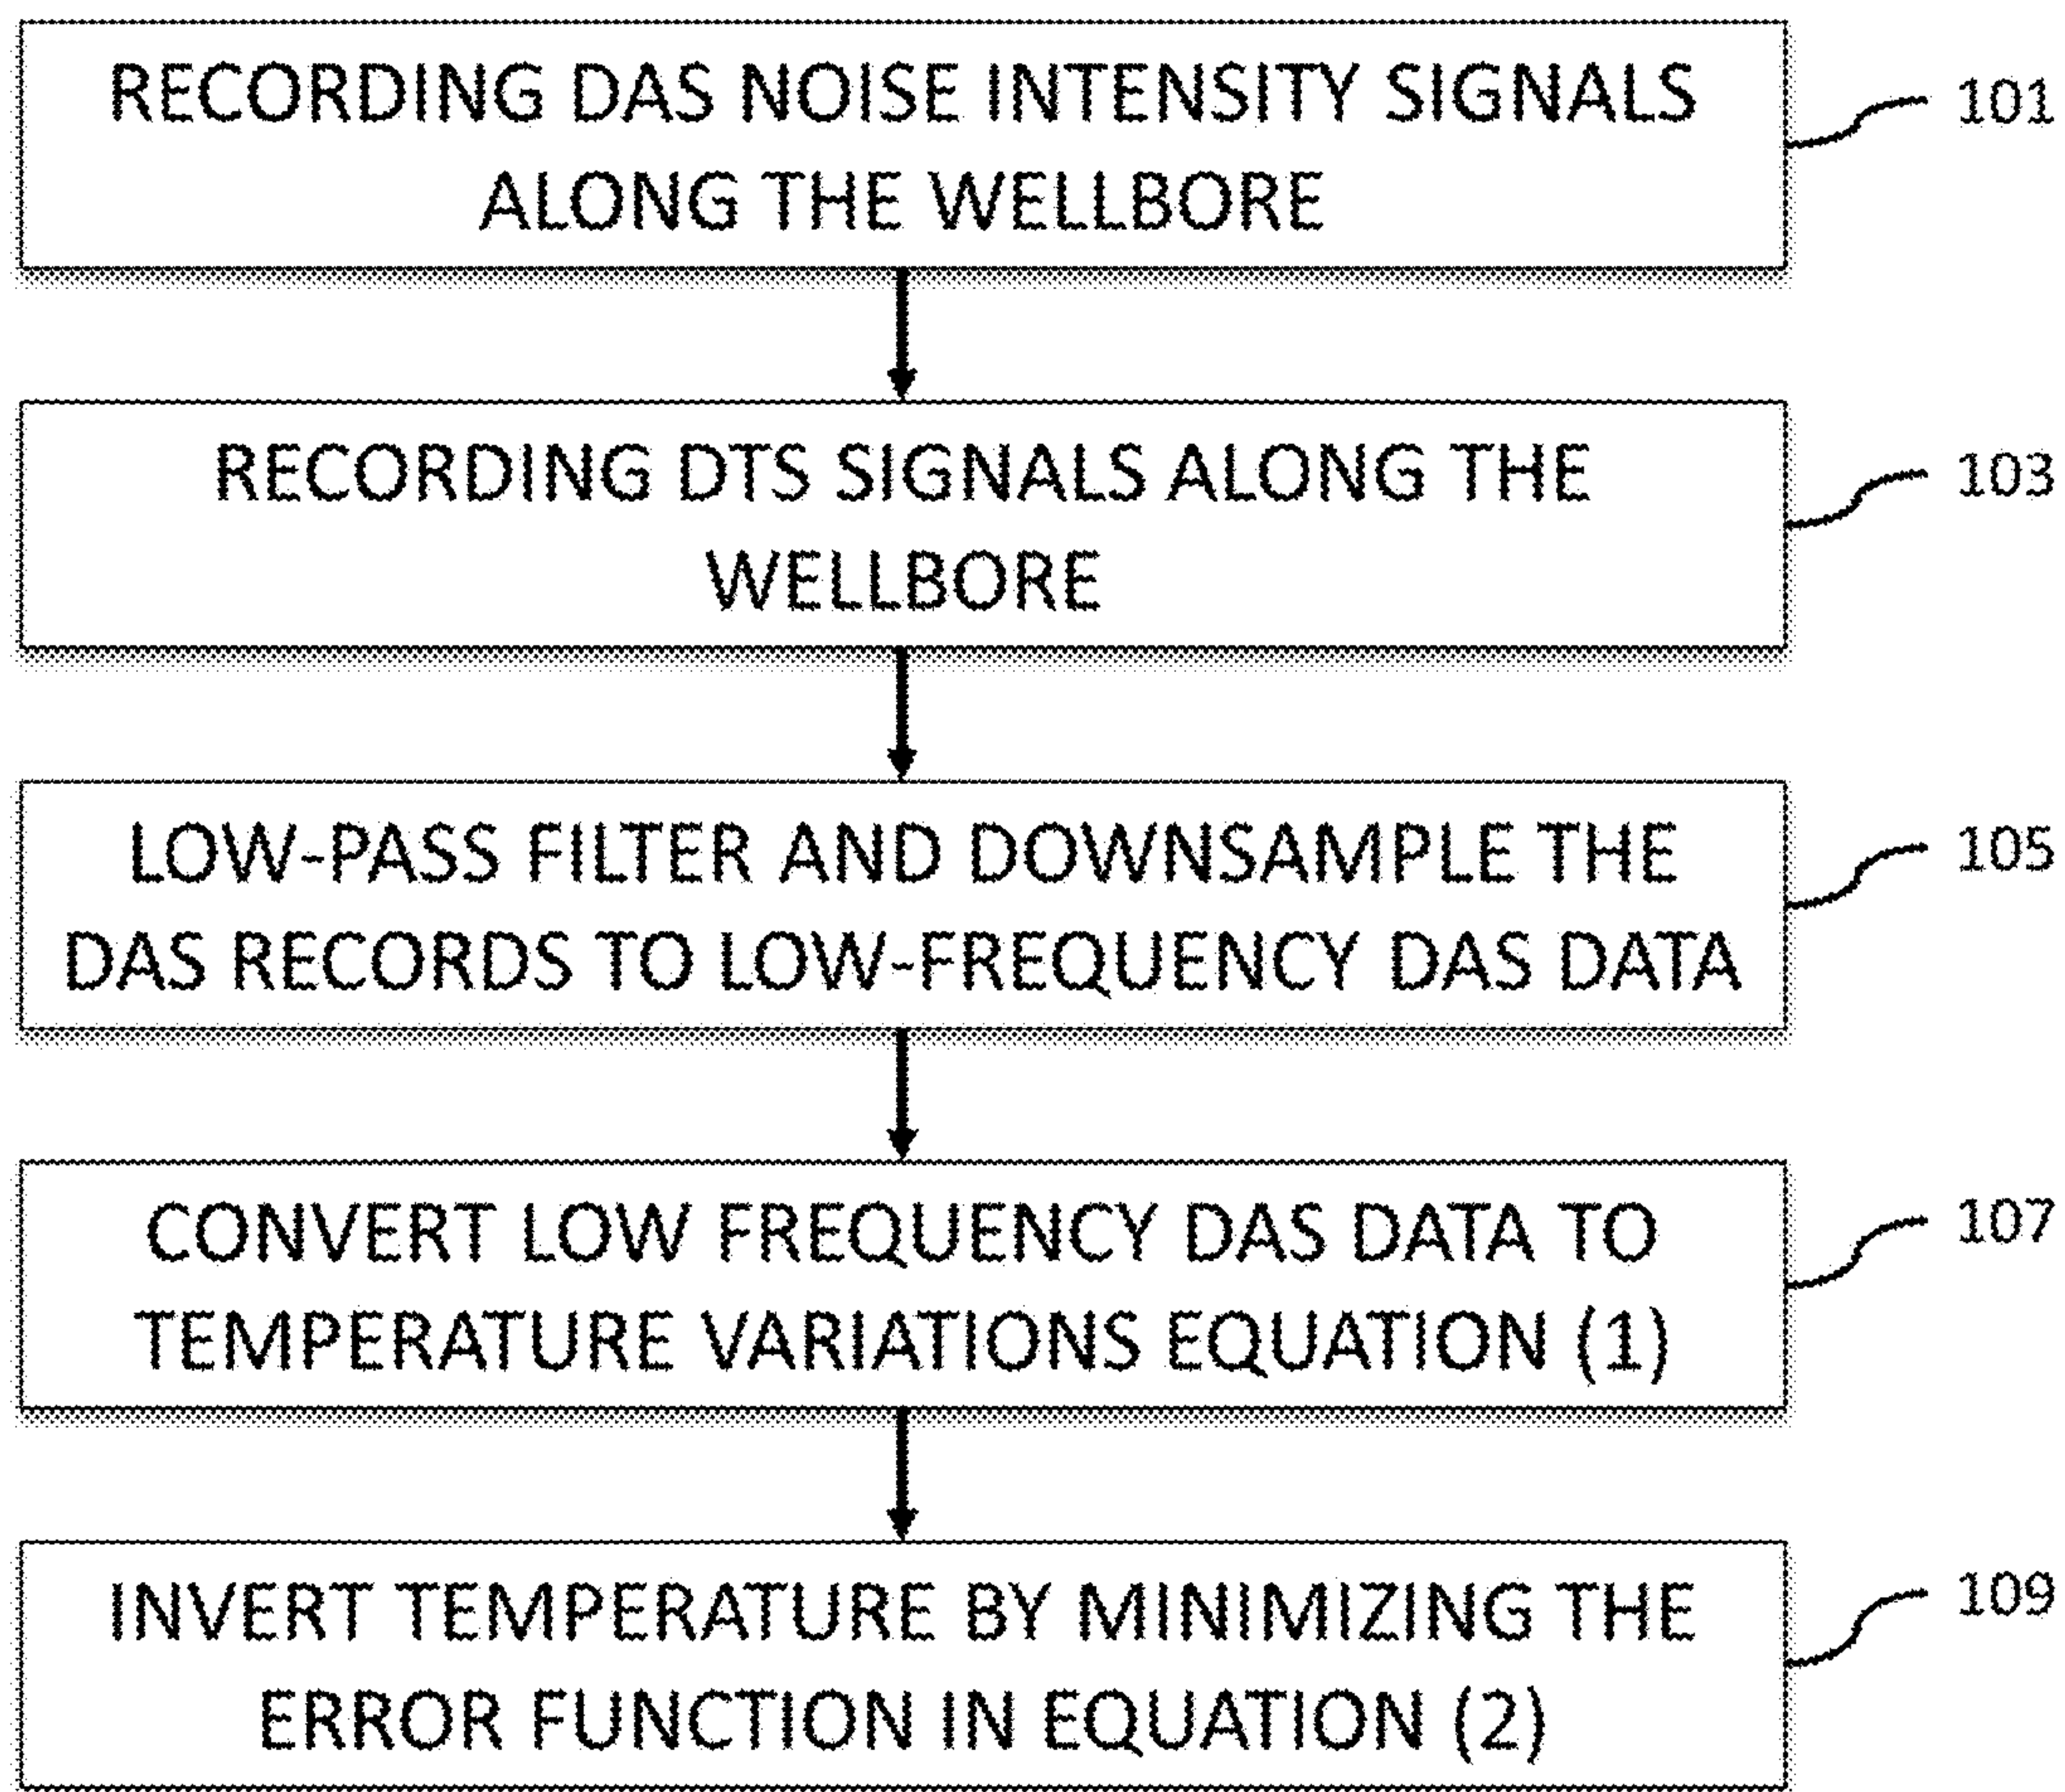 RECORDING DAS NOISE INTENSITY SIGNALS
ALONG THE WELLBORE
101
RECORDING DTS SIGNALS ALONG THE
WELLBORE
103
LOW-PASS FILTER AND DOWNSAMPLE THE
DAS RECORDS TO LOW-FREQUENCY DAS DATA
105
CONVERT LOW FREQUENCY DAS DATA TO
TEMPERATURE VARIATIONS EQUATION (1)
107
INVERT TEMPERATURE BY MINIMIZING THE
ERROR FUNCTION IN EQUATION (2)
109